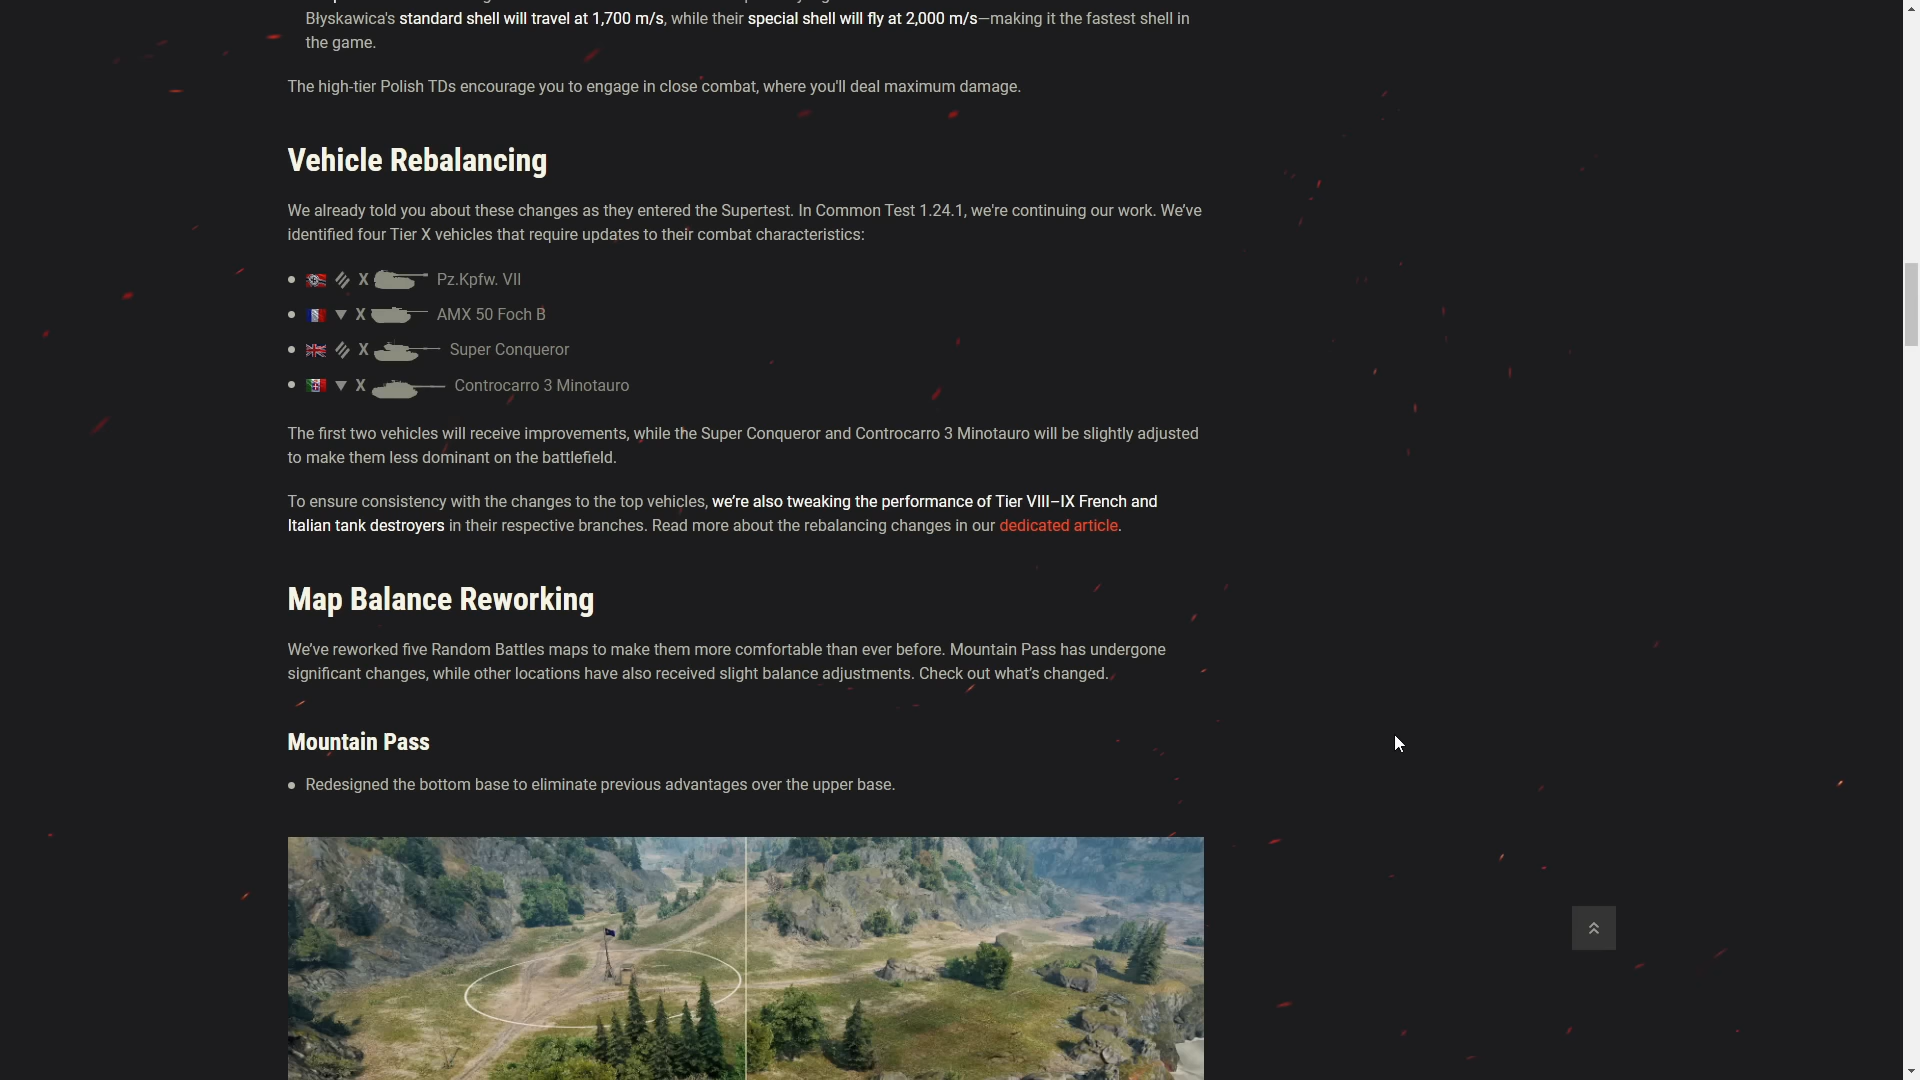 Błyskawica's standard shell will travel at 1,700 m/s, while their special shell will fly at 2,000 m/s—making it the fastest shell in
the game.
The high-tier Polish TDs encourage you to engage in close combat, where you'll deal maximum damage.
Vehicle Rebalancing
We already told you about these changes as they entered the Supertest. In Common Test 1.24.1, we're continuing our work. We've
identified four Tier X vehicles that require updates to their combat characteristics:
X Pz.Kpfw. VII
X AMX 50 Foch B
X Super Conqueror
X Controcarro 3 Minotauro
The first two vehicles will receive improvements, while the Super Conqueror and Controcarro 3 Minotauro will be slightly adjusted
to make them less dominant on the battlefield.
To ensure consistency with the changes to the top vehicles, we're also tweaking the performance of Tier VIII–IX French and
Italian tank destroyers in their respective branches. Read more about the rebalancing changes in our dedicated article.
Map Balance Reworking
We've reworked five Random Battles maps to make them more comfortable than ever before. Mountain Pass has undergone
significant changes, while other locations have also received slight balance adjustments. Check out what's changed.
Mountain Pass
Redesigned the bottom base to eliminate previous advantages over the upper base.